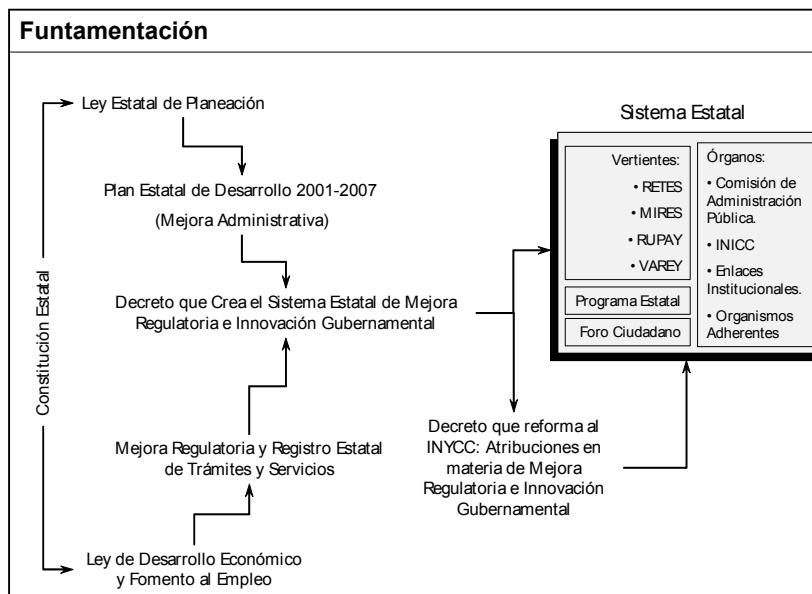 Funtamentación
Constitución Estatal
Ley Estatal de Planeación
Plan Estatal de Desarrollo 2001-2007
(Mejora Administrativa)
Decreto que Crea el Sistema Estatal de Mejora
Regulatoria e Innovación Gubernamental
Mejora Regulatoria y Registro Estatal
de Trámites y Servicios
Ley de Desarrollo Económico
y Fomento al Empleo
Decreto que reforma al
INYCC: Atribuciones en
materia de Mejora
Regulatoria e Innovación
Gubernamental
Sistema Estatal
Vertientes:
• RETES
• MIRES
• RUPAY
• VAREY
Programa Estatal
Foro Ciudadano
Órganos:
• Comisión de
Administración
Pública.
• INICC
• Enlaces
Institucionales.
• Organismos
Adherentes